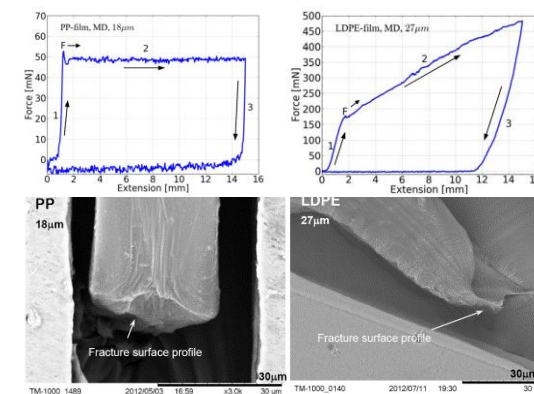 PP-film, MD, 18μm
F
2
1
3
Force [mN]
60
50
40
30
20
10
0
0 2 4 6 8 10 12 14 16
Extension [mm]
LDPE-film, MD, 27μm
2
F
1
3
Force [mN]
500
450
400
350
300
250
200
150
100
50
0
0 2 4 6 8 10 12 14
Extension [mm]
PP
18μm
Fracture surface profile
30μm
TM-1000_1489 2012/05/03 16:59 x3.0k 30 um
LDPE
27μm
Fracture surface profile
30μm
TM-1000_0140 2012/07/11 19:30